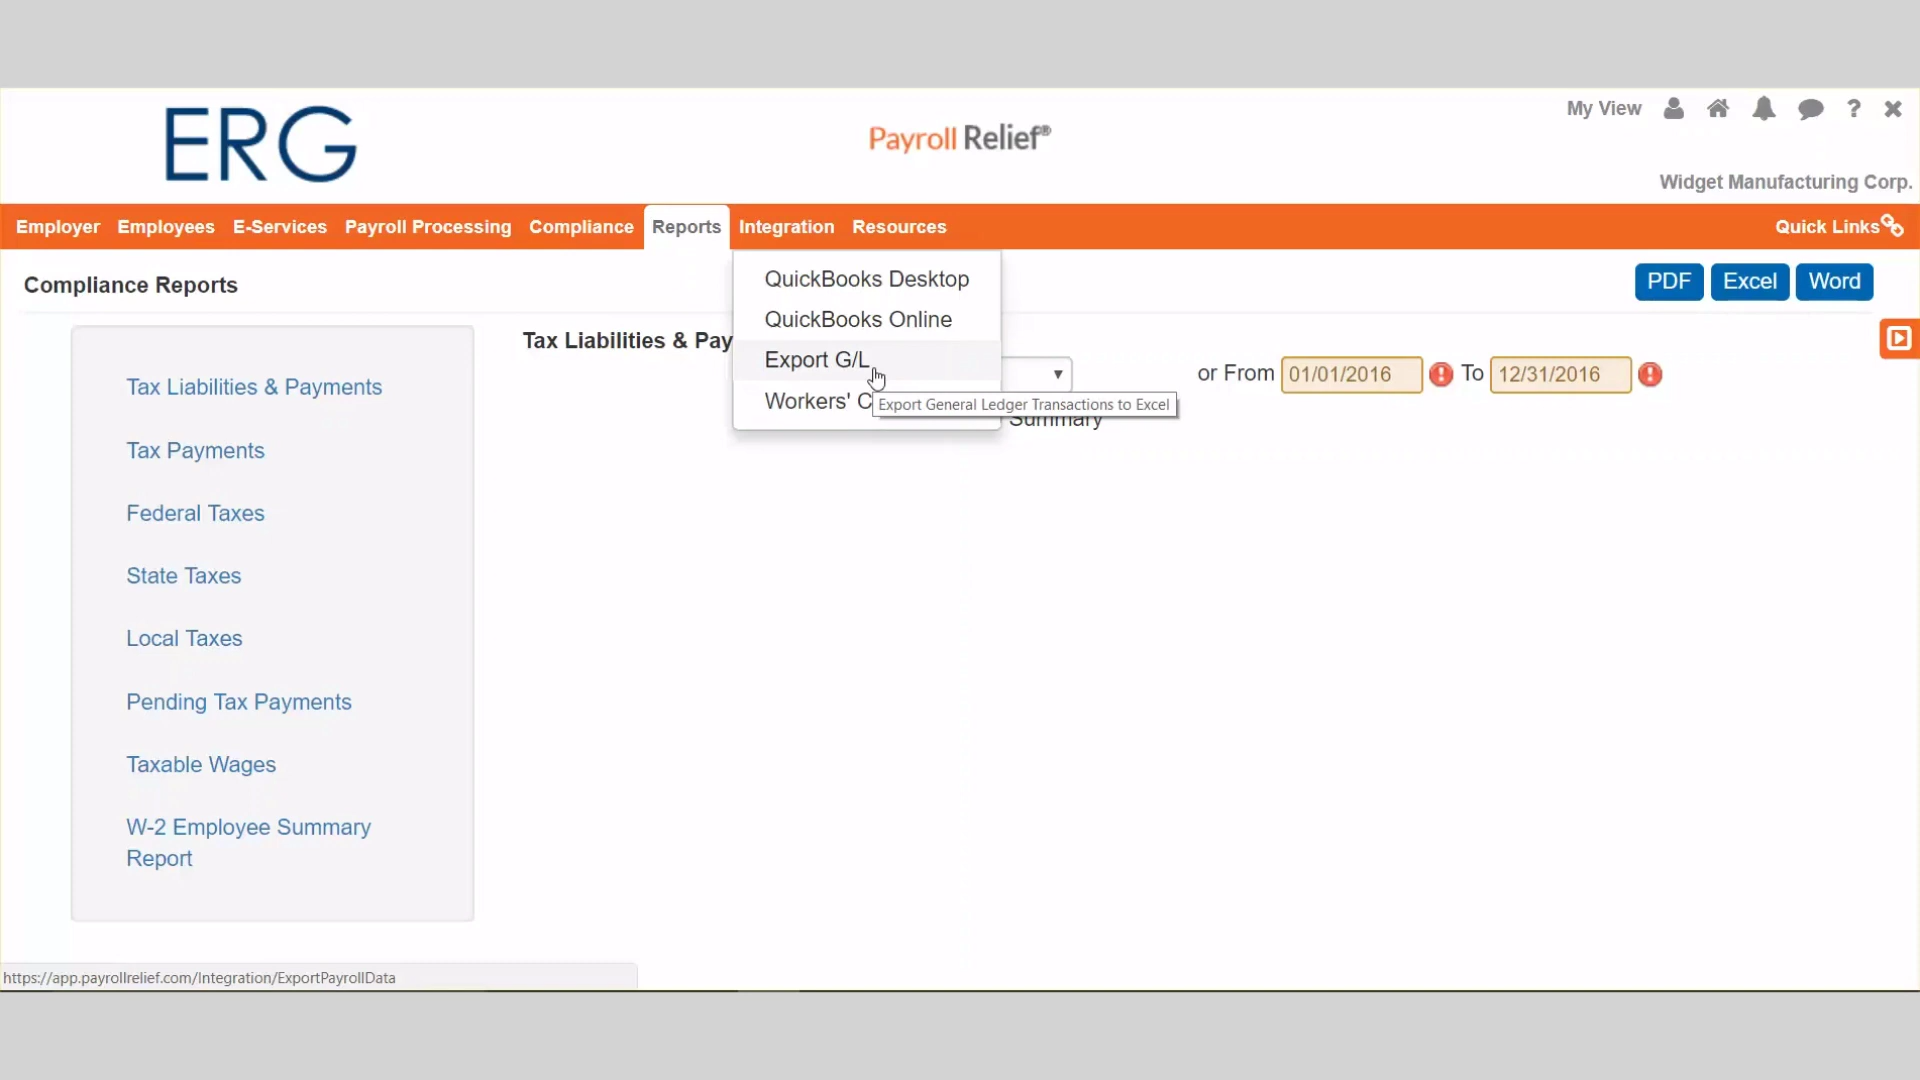 My View
?
ERG
Payroll Relief®
Widget Manufacturing Corp.
Employer Employees E-Services Payroll Processing Compliance Reports Integration Resources Quick Links
QuickBooks Desktop
QuickBooks Online
Export G/L
Workers' C
Export General Ledger Transactions to Excel
Compliance Reports
PDF Excel Word
Tax Liabilities & Pay
or From 01/01/2016 To 12/31/2016
Summary
Tax Liabilities & Payments
Tax Payments
Federal Taxes
State Taxes
Local Taxes
Pending Tax Payments
Taxable Wages
W-2 Employee Summary
Report
https://app.payrollrelief.com/Integration/ExportPayrollData